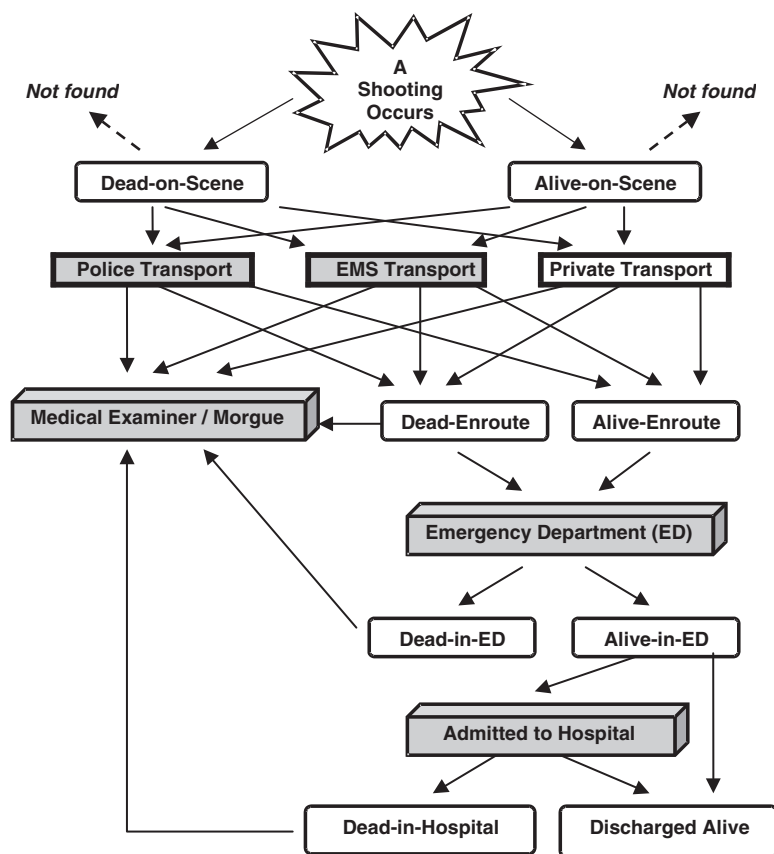 A
Shooting
Occurs
Not found
Not found
Dead-on-Scene
Alive-on-Scene
Police Transport
EMS Transport
Private Transport
Medical Examiner / Morgue
Dead-Enroute
Alive-Enroute
Emergency Department (ED)
Dead-in-ED
Alive-in-ED
Admitted to Hospital
Dead-in-Hospital
Discharged Alive